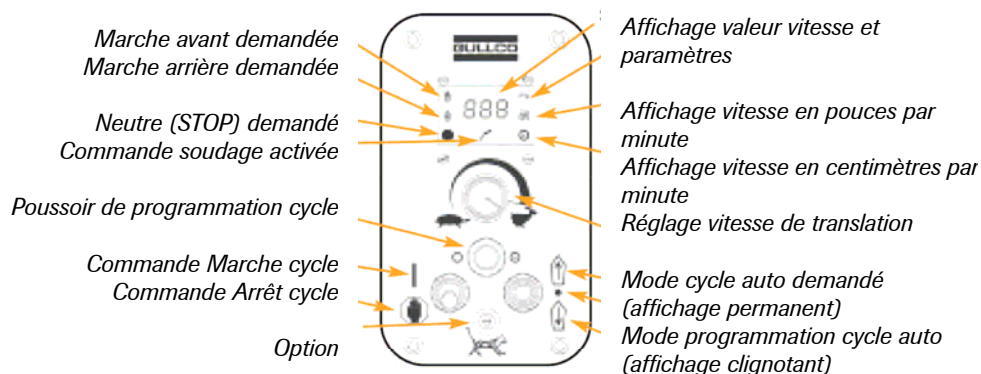 Marche avant demandée
Marche arrière demandée
Neutre (STOP) demandé
Commande soudage activée
Poussoir de programmation cycle
Commande Marche cycle
Commande Arrêt cycle
Option
GULLCO
888
Affichage valeur vitesse et
paramètres
Affichage vitesse en pouces par
minute
Affichage vitesse en centimètres par
minute
Réglage vitesse de translation
Mode cycle auto demandé
(affichage permanent)
Mode programmation cycle auto
(affichage clignotant)